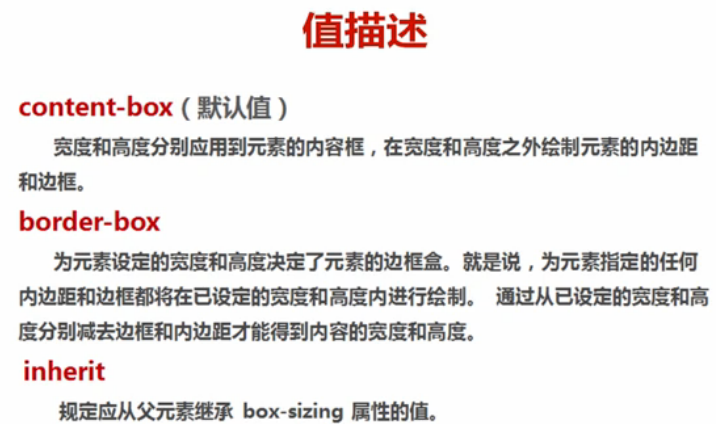 值描述
content-box（默认值）
宽度和高度分别应用到元素的内容框，在宽度和高度之外绘制元素的内边距
和边框。
border-box
为元素设定的宽度和高度决定了元素的边框盒。就是说，为元素指定的任何
内边距和边框都将在已设定的宽度和高度内进行绘制。 通过从已设定的宽度和高
度分别减去边框和内边距才能得到内容的宽度和高度。
inherit
规定应从父元素继承 box-sizing 属性的值。